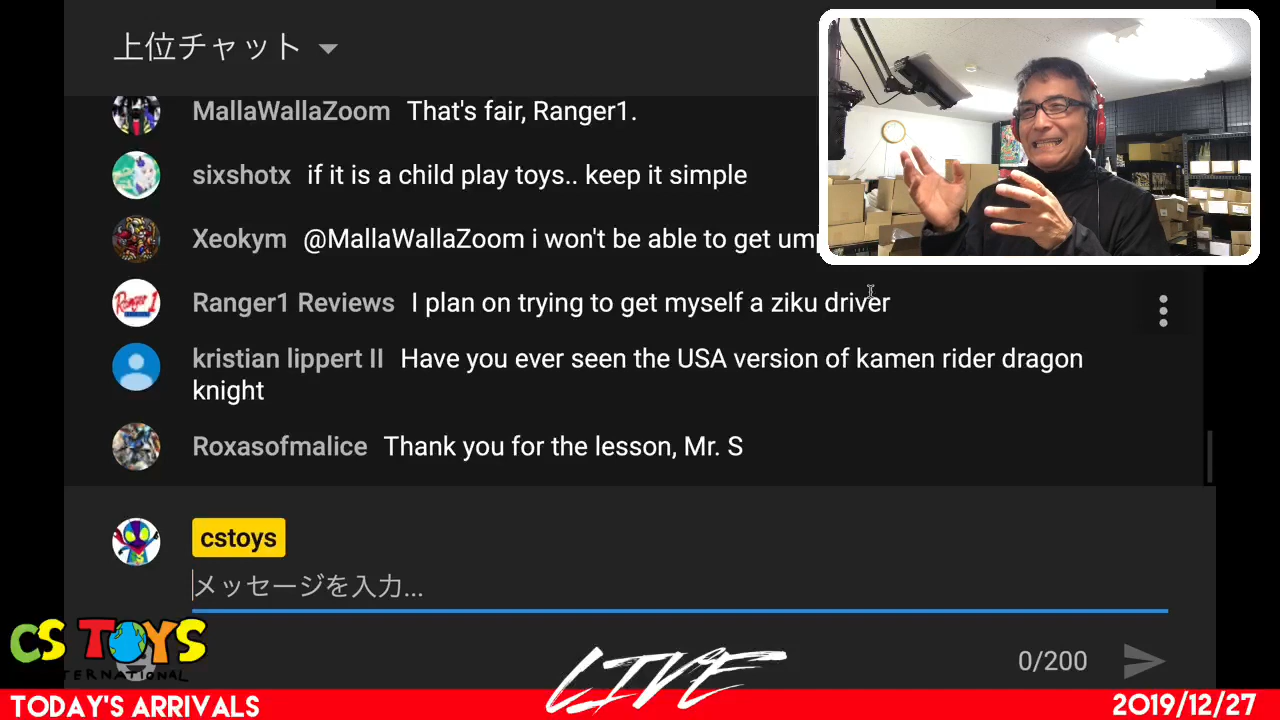 上位チャット
MallaWallaZoom That's fair, Ranger1.
sixshotx if it is a child play toys.. keep it simple
Xeokym @MallaWallaZoom i won't be able to get
Ranger1 Reviews I plan on trying to get myself a ziku driver
kristian lippert II Have you ever seen the USA version of kamen rider dragon
knight
Roxasofmalice Thank you for the lesson, Mr. S
cstoys
メッセージを入力...
CS TOYS
INTERNATIONAL
LIVE
0/200
TODAY'S ARRIVALS
2019/12/27